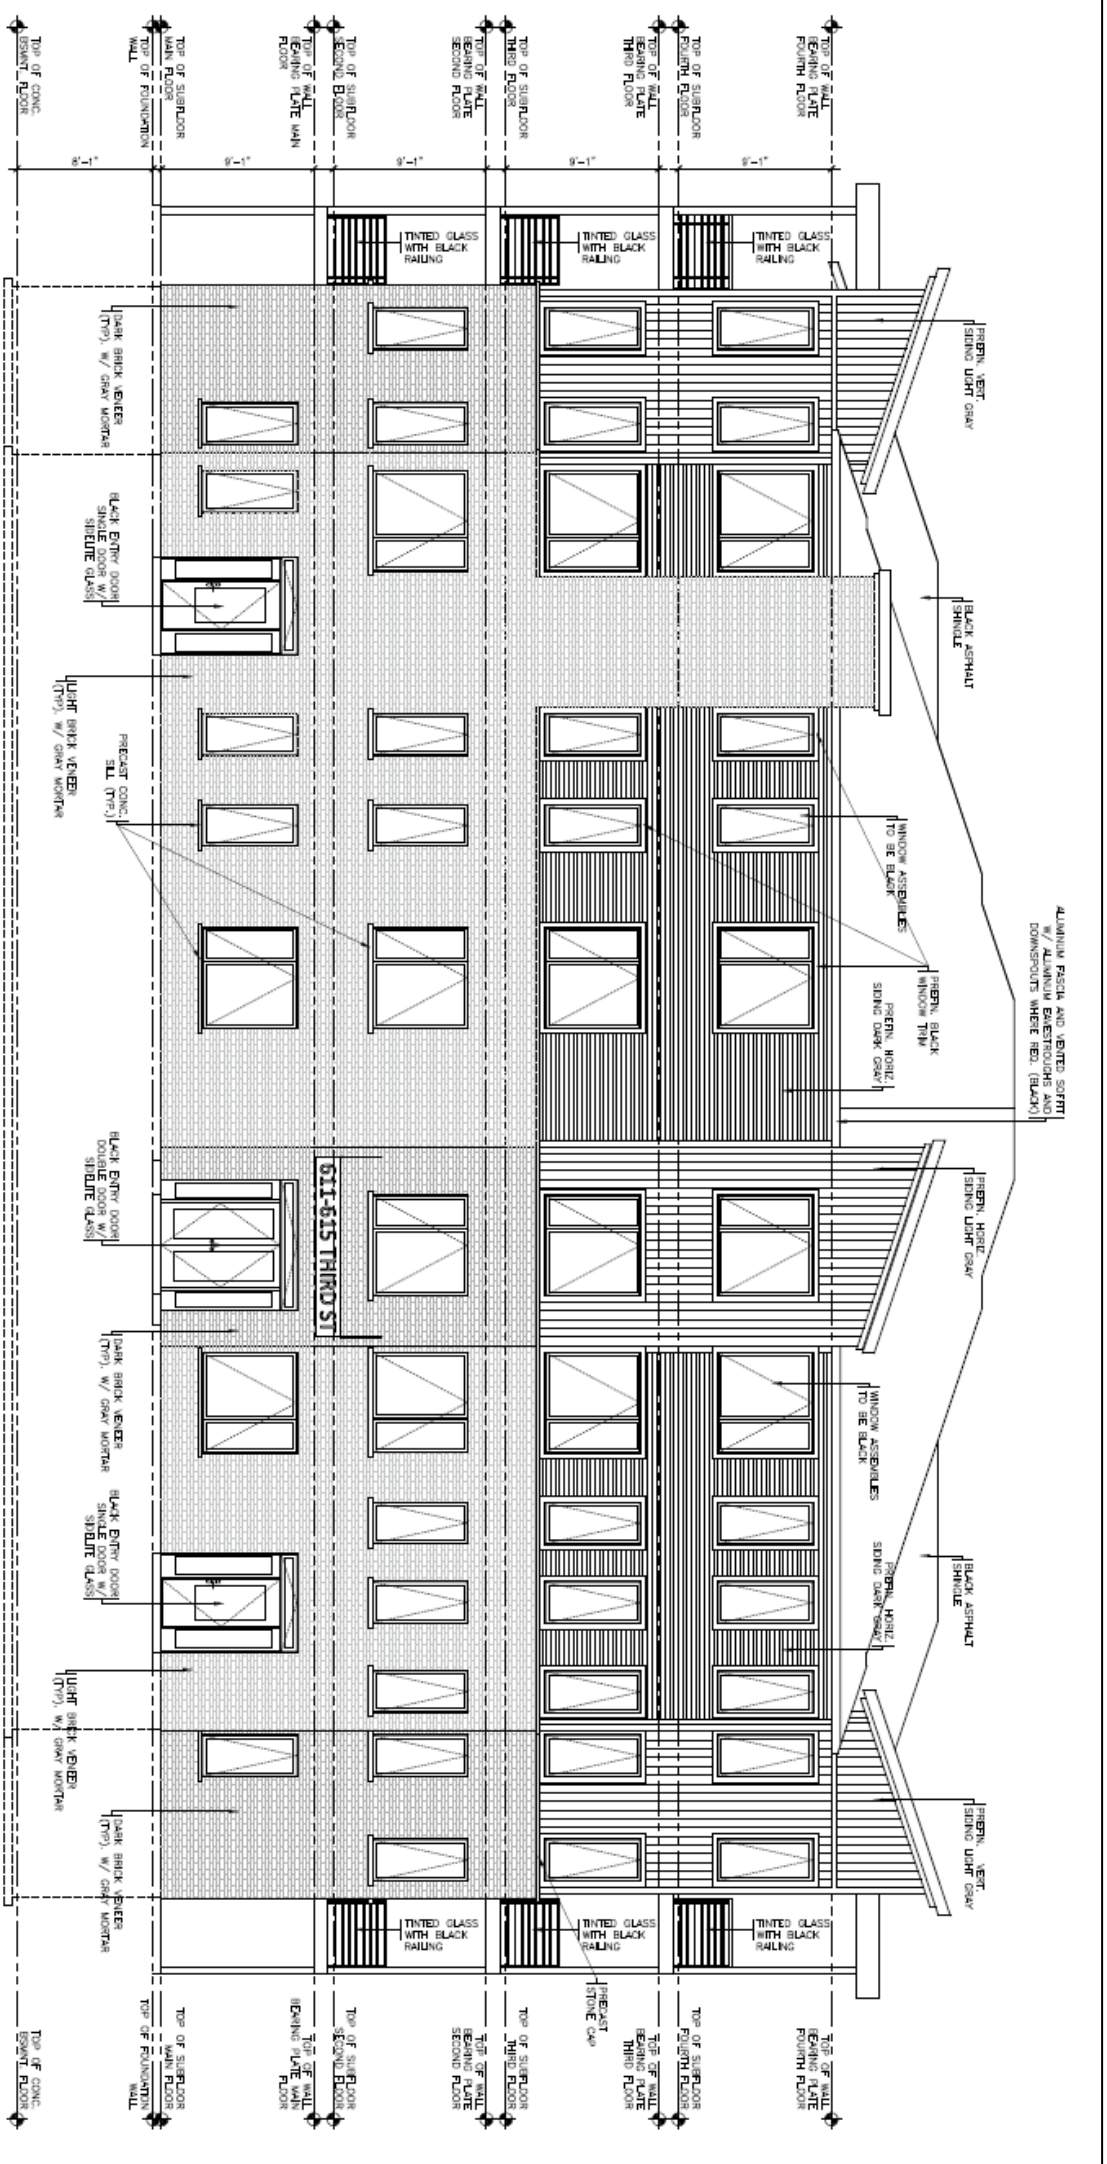 ALUMINUM FASCIA AND VENTED SOFFIT
W/ ALUMINUM EAVESTROUGHS AND
DOWNSPOUTS WHERE REQ. (BLACK)
PREFIN. VERT.
SIDING LIGHT GRAY
BLACK ASPHALT
SHINGLE
PREFIN. BLACK
WINDOW TRIM
PREFIN. HORIZ.
SIDING LIGHT GRAY
BLACK ASPHALT
SHINGLE
PREFIN. VERT.
SIDING LIGHT GRAY
WINDOW ASSEMBLIES
TO BE BLACK
PREFIN. HORIZ.
SIDING DARK GRAY
WINDOW ASSEMBLIES
TO BE BLACK
PREFIN. HORIZ.
SIDING DARK GRAY
TOP OF WALL
BEARING PLATE
FOURTH FLOOR
TOP OF SUBFLOOR
FOURTH FLOOR
9'-1"
TINTED GLASS
WITH BLACK
RAILING
TINTED GLASS
WITH BLACK
RAILING
TOP OF WALL
BEARING PLATE
FOURTH FLOOR
TOP OF SUBFLOOR
FOURTH FLOOR
TOP OF WALL
BEARING PLATE
THIRD FLOOR
TOP OF SUBFLOOR
THIRD FLOOR
9'-1"
TINTED GLASS
WITH BLACK
RAILING
TINTED GLASS
WITH BLACK
RAILING
PRECAST
STONE CAP
TOP OF WALL
BEARING PLATE
THIRD FLOOR
TOP OF SUBFLOOR
THIRD FLOOR
TOP OF WALL
BEARING PLATE
SECOND FLOOR
TOP OF SUBFLOOR
SECOND FLOOR
9'-1"
TINTED GLASS
WITH BLACK
RAILING
TINTED GLASS
WITH BLACK
RAILING
TOP OF WALL
BEARING PLATE
SECOND FLOOR
TOP OF SUBFLOOR
SECOND FLOOR
611-615 THIRD ST
TOP OF WALL
BEARING PLATE MAIN
FLOOR
TOP OF SUBFLOOR
MAIN FLOOR
9'-1"
TOP OF WALL
BEARING PLATE MAIN
FLOOR
TOP OF SUBFLOOR
MAIN FLOOR
TOP OF FOUNDATION
WALL
8'-1"
TOP OF FOUNDATION
WALL
DARK BRICK VENEER
(TYP). W/ GRAY MORTAR
BLACK ENTRY DOOR
SINGLE DOOR W/
SIDELITE GLASS
LIGHT BRICK VENEER
(TYP). W/ GRAY MORTAR
PRECAST CONC.
SILL (TYP.)
BLACK ENTRY DOOR
DOUBLE DOOR W/
SIDELITE GLASS
DARK BRICK VENEER
(TYP). W/ GRAY MORTAR
BLACK ENTRY DOOR
SINGLE DOOR W/
SIDELITE GLASS
LIGHT BRICK VENEER
(TYP). W/ GRAY MORTAR
DARK BRICK VENEER
(TYP). W/ GRAY MORTAR
TOP OF CONC.
BSMNT. FLOOR
TOP OF CONC.
BSMNT. FLOOR